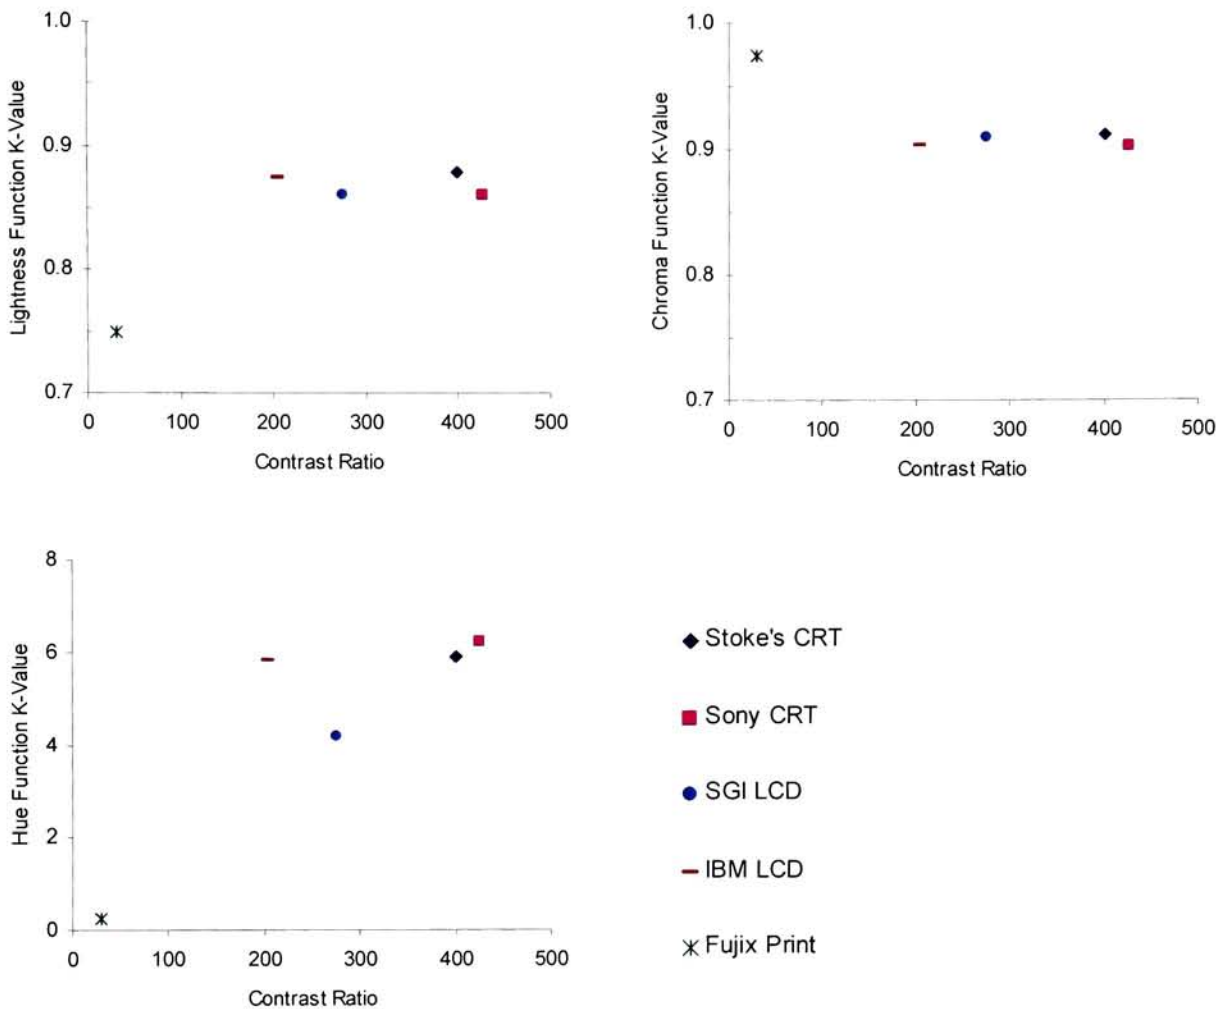 1.0
0.9
0.8
0.7
Lightness Function K-Value
0 100 200 300 400 500
Contrast Ratio
1.0
0.9
0.8
0.7
Chroma Function K-Value
0 100 200 300 400 500
Contrast Ratio
8
6
4
2
0
Hue Function K-Value
0 100 200 300 400 500
Contrast Ratio
Stoke's CRT
Sony CRT
SGI LCD
IBM LCD
Fujix Print